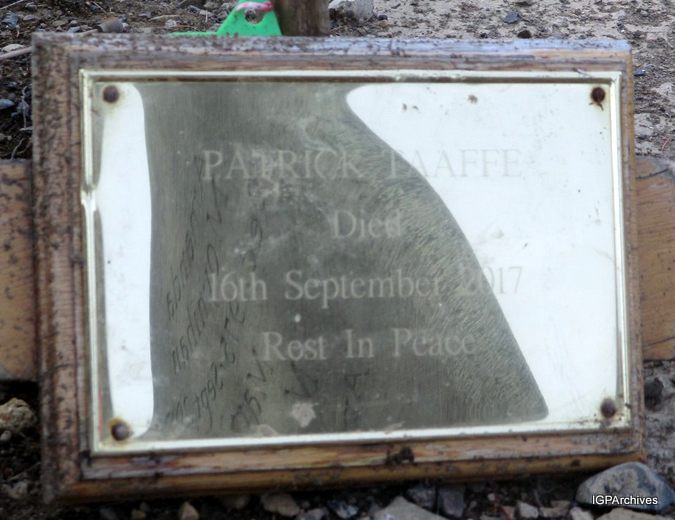 PATRICK TAAFFE
Died
16th September 2017
Rest In Peace
IGPArchives